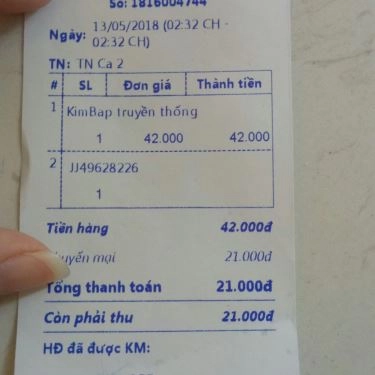 Số: 1816004744
Ngày: 13/05/2018 (02:32 CH -
02:32 CH)
TN: TN Ca 2
# SL Đơn giá Thành tiền
1 KimBap truyền thống
1 42.000 42.000
2 JJ49628226
1
Tiền hàng 42.000đ
mại 21.000đ
Tổng thanh toán 21.000đ
Còn phải thu 21.000đ
HĐ đã được KM: